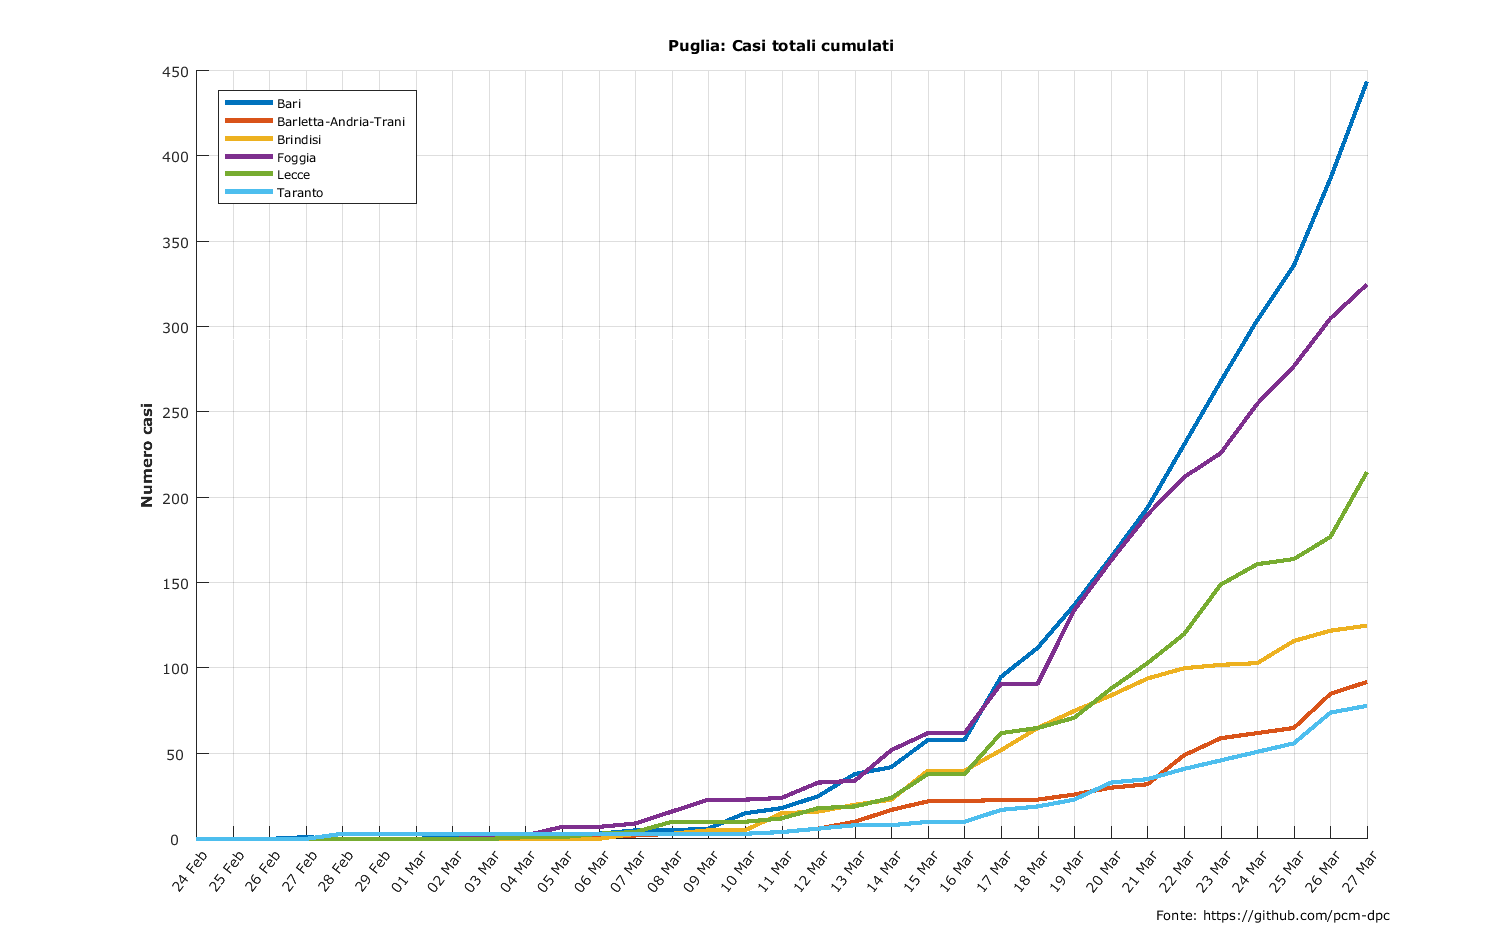 Puglia: Casi totali cumulati
450
400
350
300
250
200
150
100
50
0
Numero casi
Bari
Barletta-Andria-Trani
Brindisi
Foggia
Lecce
Taranto
24 Feb
25 Feb
26 Feb
27 Feb
28 Feb
29 Feb
01 Mar
02 Mar
03 Mar
04 Mar
05 Mar
06 Mar
07 Mar
08 Mar
09 Mar
10 Mar
11 Mar
12 Mar
13 Mar
14 Mar
15 Mar
16 Mar
17 Mar
18 Mar
19 Mar
20 Mar
21 Mar
22 Mar
23 Mar
24 Mar
25 Mar
26 Mar
27 Mar
Fonte: https://github.com/pcm-dpc